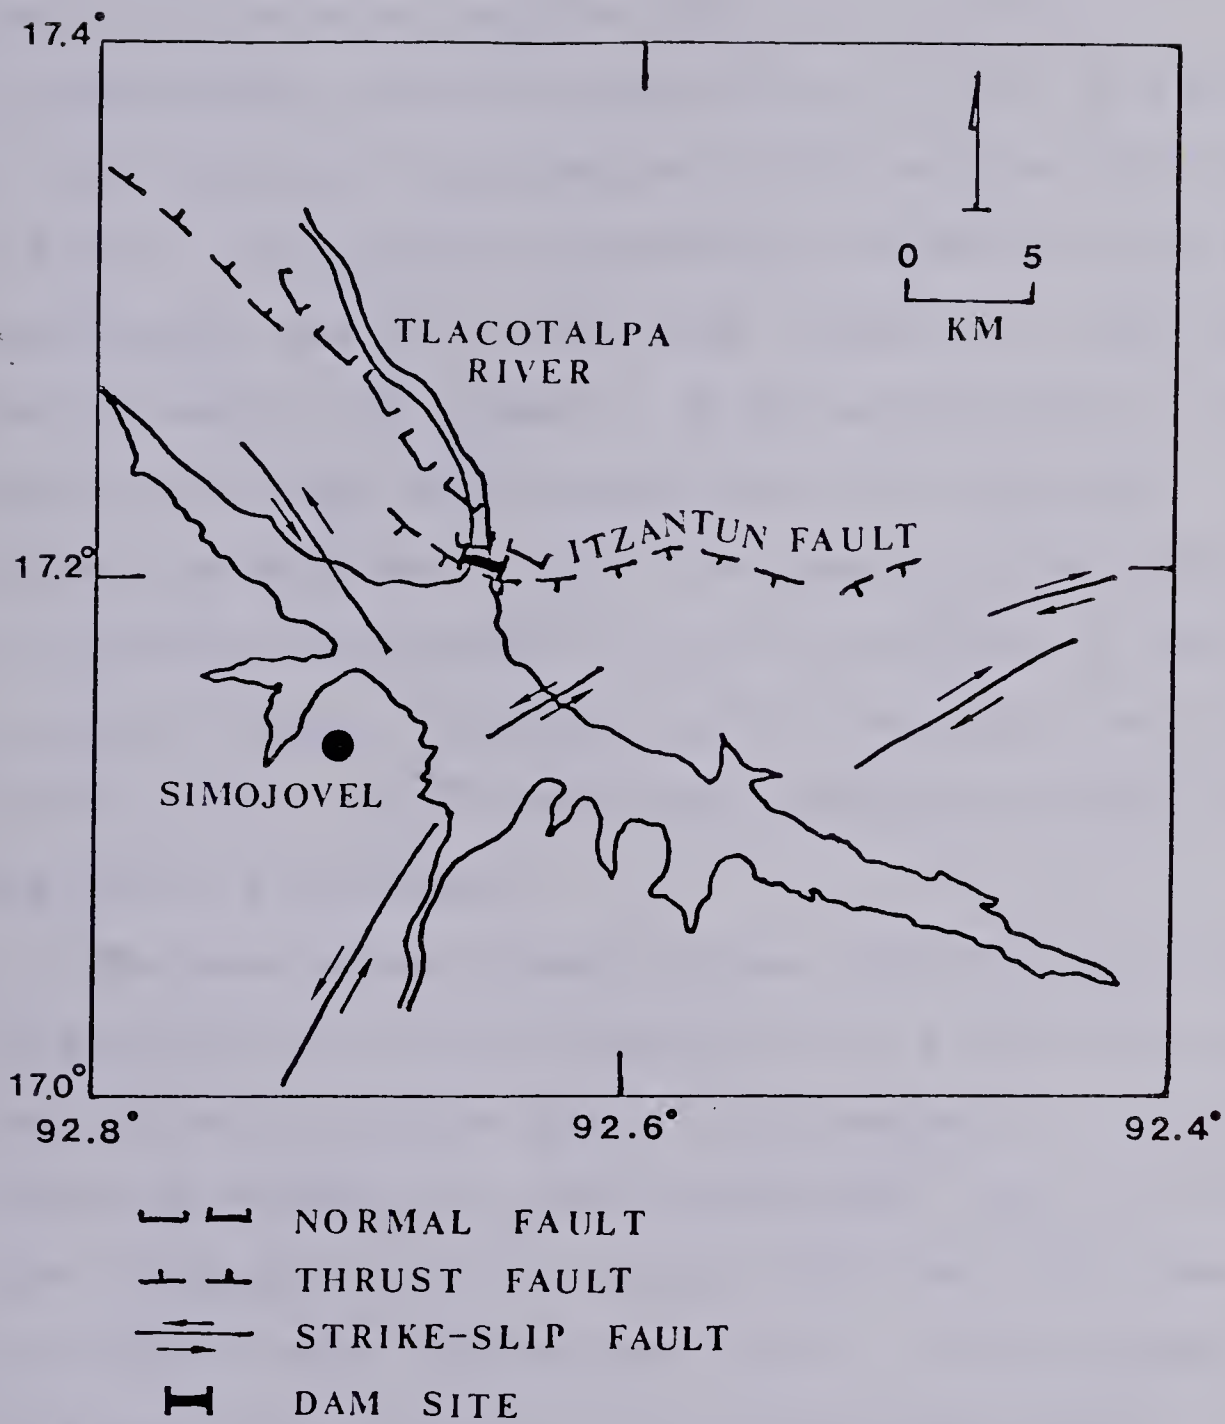 17.4°
0 5
KM
TLACOTALPA
RIVER
ITZANTUN FAULT
17.2°
SIMOJOVEL
17.0°
92.8° 92.6° 92.4°
NORMAL FAULT
THRUST FAULT
STRIKE-SLIP FAULT
DAM SITE